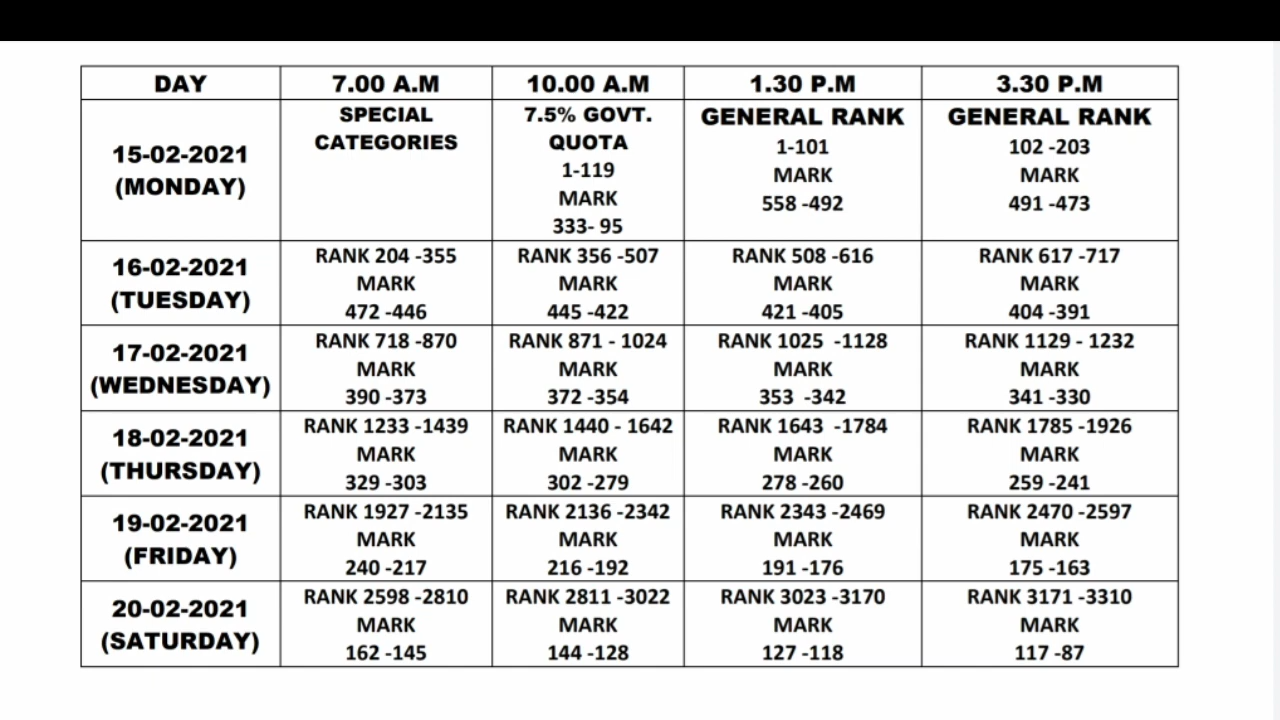 DAY 7.00 A.M 10.00 A.M 1.30 P.M 3.30 P.M
15-02-2021
(MONDAY)
SPECIAL
CATEGORIES
7.5% GOVT.
QUOTA
1-119
MARK
333- 95
GENERAL RANK
1-101
MARK
558 -492
GENERAL RANK
102 -203
MARK
491 -473
16-02-2021
(TUESDAY)
RANK 204 -355
MARK
472 -446
RANK 356 -507
MARK
445 -422
RANK 508 -616
MARK
421 -405
RANK 617 -717
MARK
404 -391
17-02-2021
(WEDNESDAY)
RANK 718 -870
MARK
390 -373
RANK 871 - 1024
MARK
372 -354
RANK 1025  -1128
MARK
353  -342
RANK 1129 - 1232
MARK
341 -330
18-02-2021
(THURSDAY)
RANK 1233 -1439
MARK
329 -303
RANK 1440 - 1642
MARK
302 -279
RANK 1643  -1784
MARK
278 -260
RANK 1785 -1926
MARK
259 -241
19-02-2021
(FRIDAY)
RANK 1927 -2135
MARK
240 -217
RANK 2136 -2342
MARK
216 -192
RANK 2343 -2469
MARK
191 -176
RANK 2470 -2597
MARK
175 -163
20-02-2021
(SATURDAY)
RANK 2598 -2810
MARK
162 -145
RANK 2811 -3022
MARK
144 -128
RANK 3023 -3170
MARK
127 -118
RANK 3171 -3310
MARK
117 -87